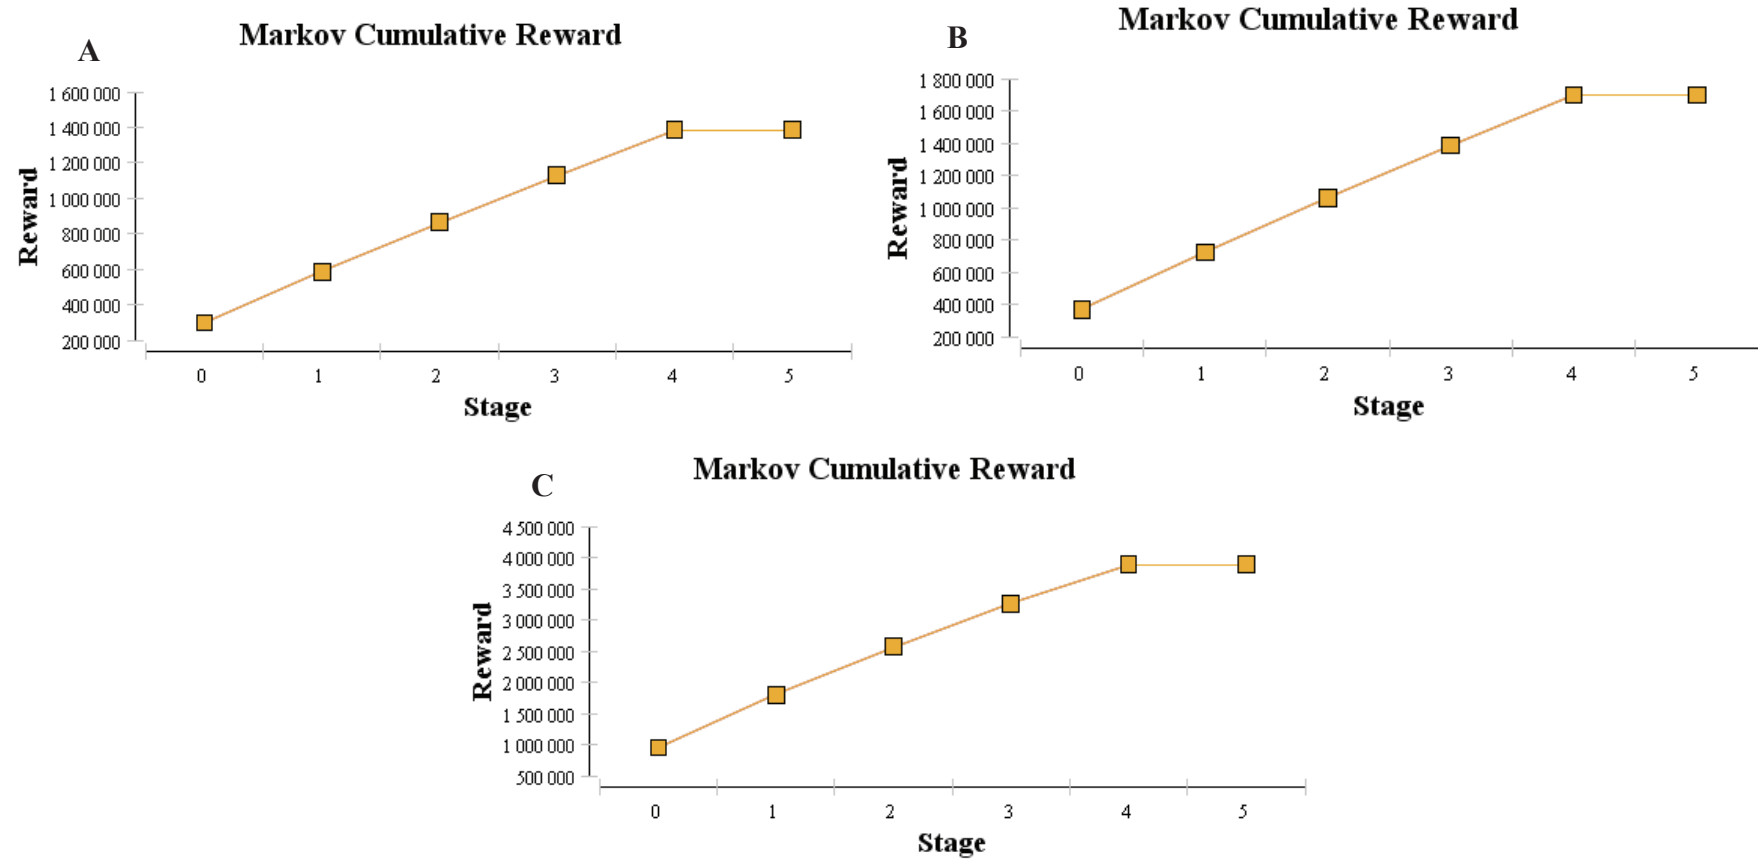 A
Markov Cumulative Reward
1 600 000
1 400 000
1 200 000
1 000 000
800 000
600 000
400 000
200 000
Reward
0 1 2 3 4 5
Stage
B
Markov Cumulative Reward
1 800 000
1 600 000
1 400 000
1 200 000
1 000 000
800 000
600 000
400 000
200 000
Reward
0 1 2 3 4 5
Stage
C
Markov Cumulative Reward
4 500 000
4 000 000
3 500 000
3 000 000
2 500 000
2 000 000
1 500 000
1 000 000
500 000
Reward
0 1 2 3 4 5
Stage